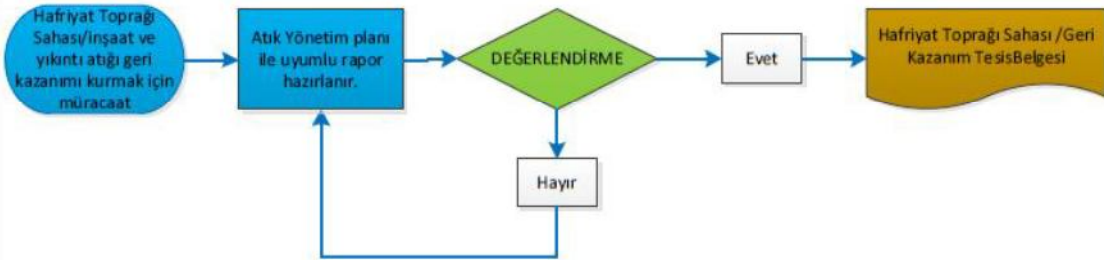 Hafriyat Toprağı
Sahası/inşaat ve
yıkıntı atığı geri
kazanımı kurmak için
müracaat
Atık Yönetim planı
ile uyumlu rapor
hazırlanır.
DEĞERLENDİRME
Evet
Hafriyat Toprağı Sahası /Geri
Kazanım TesisBelgesi
Hayır